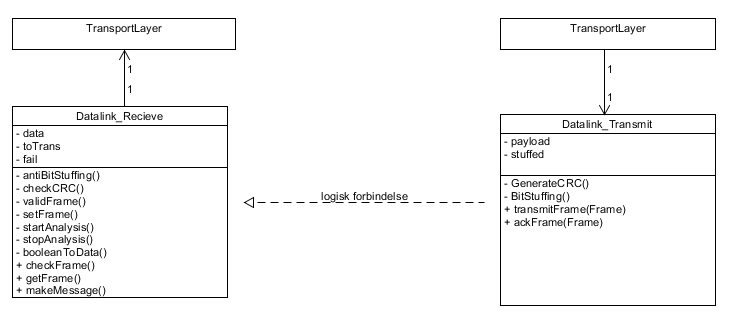 TransportLayer
1
1
Datalink_Recieve
- data
- toTrans
- fail
- antiBitStuffing()
- checkCRC()
- validFrame()
- setFrame()
- startAnalysis()
- stopAnalysis()
- booleanToData()
+ checkFrame()
+ getFrame()
+ makeMessage()
logisk forbindelse
TransportLayer
1
1
Datalink_Transmit
- payload
- stuffed
- GenerateCRC()
- BitStuffing()
+ transmitFrame(Frame)
+ ackFrame(Frame)